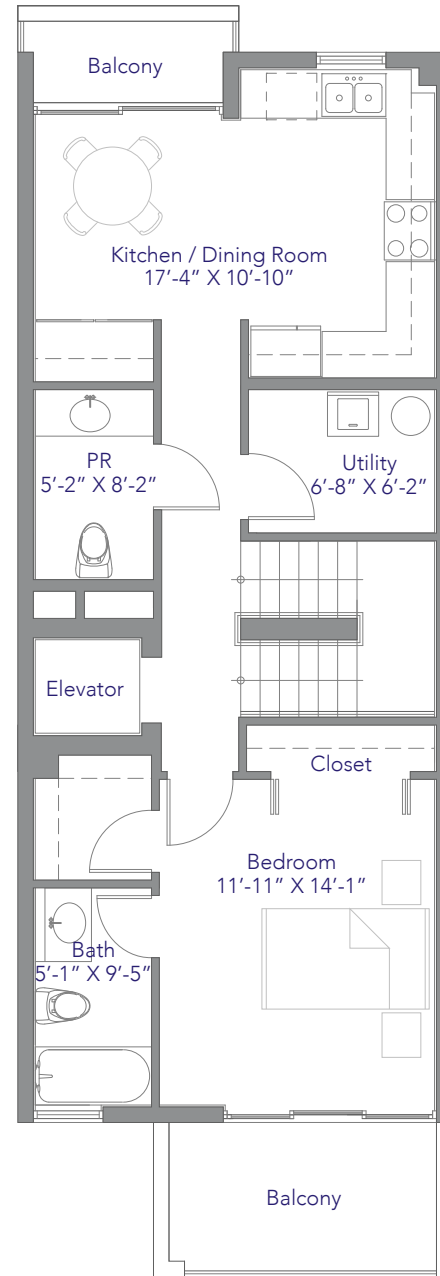 Balcony
Kitchen / Dining Room
17’-4” X 10’-10”
PR
5’-2” X 8’-2”
Utility
6’-8” X 6’-2”
Elevator
Closet
Bedroom
11’-11” X 14’-1”
Bath
5’-1” X 9’-5”
Balcony